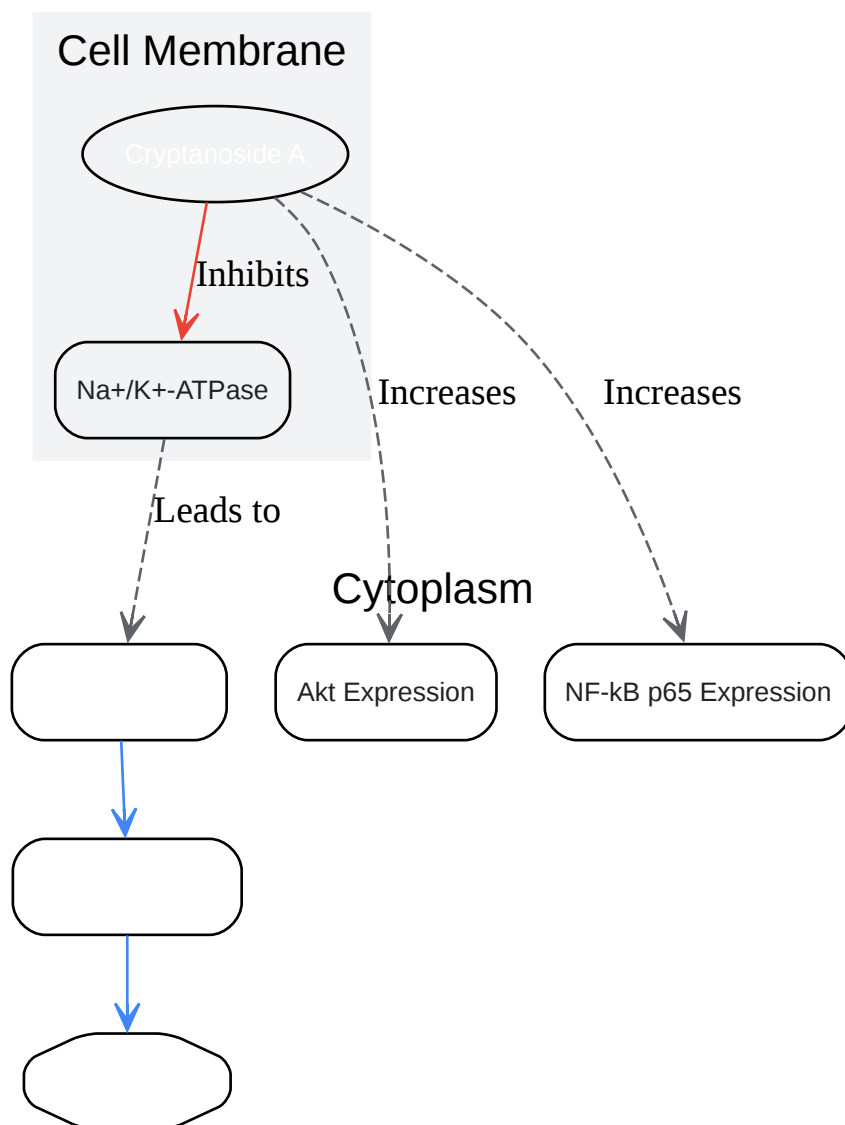 Cell Membrane
Cryptanoside A
Inhibits
Na+/K+-ATPase
Increases
Increases
Leads to
Cytoplasm
Akt Expression
NF-kB p65 Expression